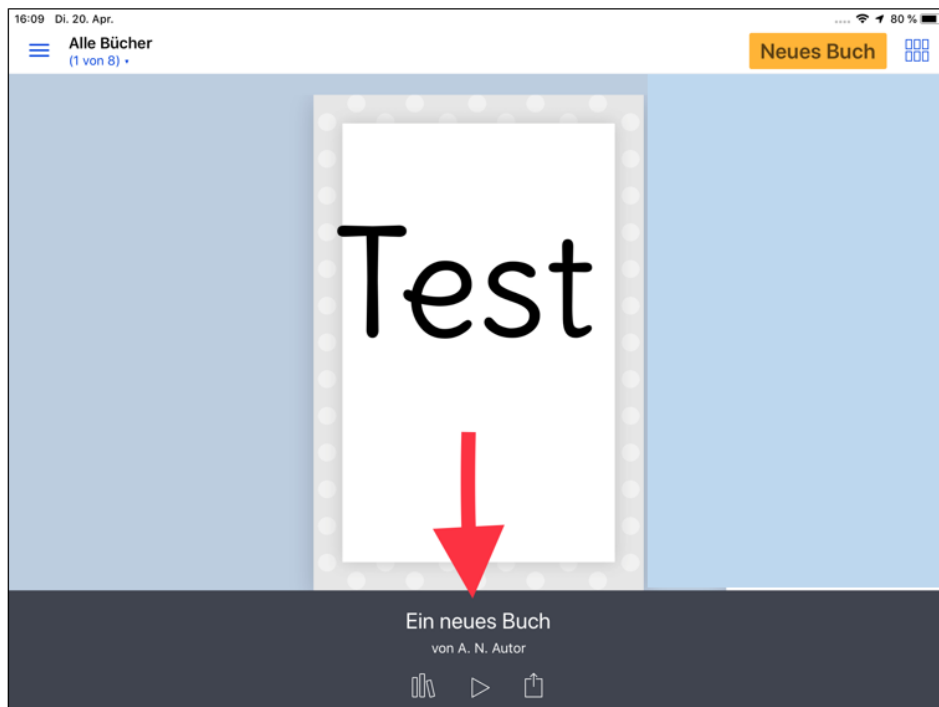 16:09 Di. 20. Apr. 80 %
Alle Bücher
(1 von 8)
Neues Buch
Test
Ein neues Buch
von A. N. Autor